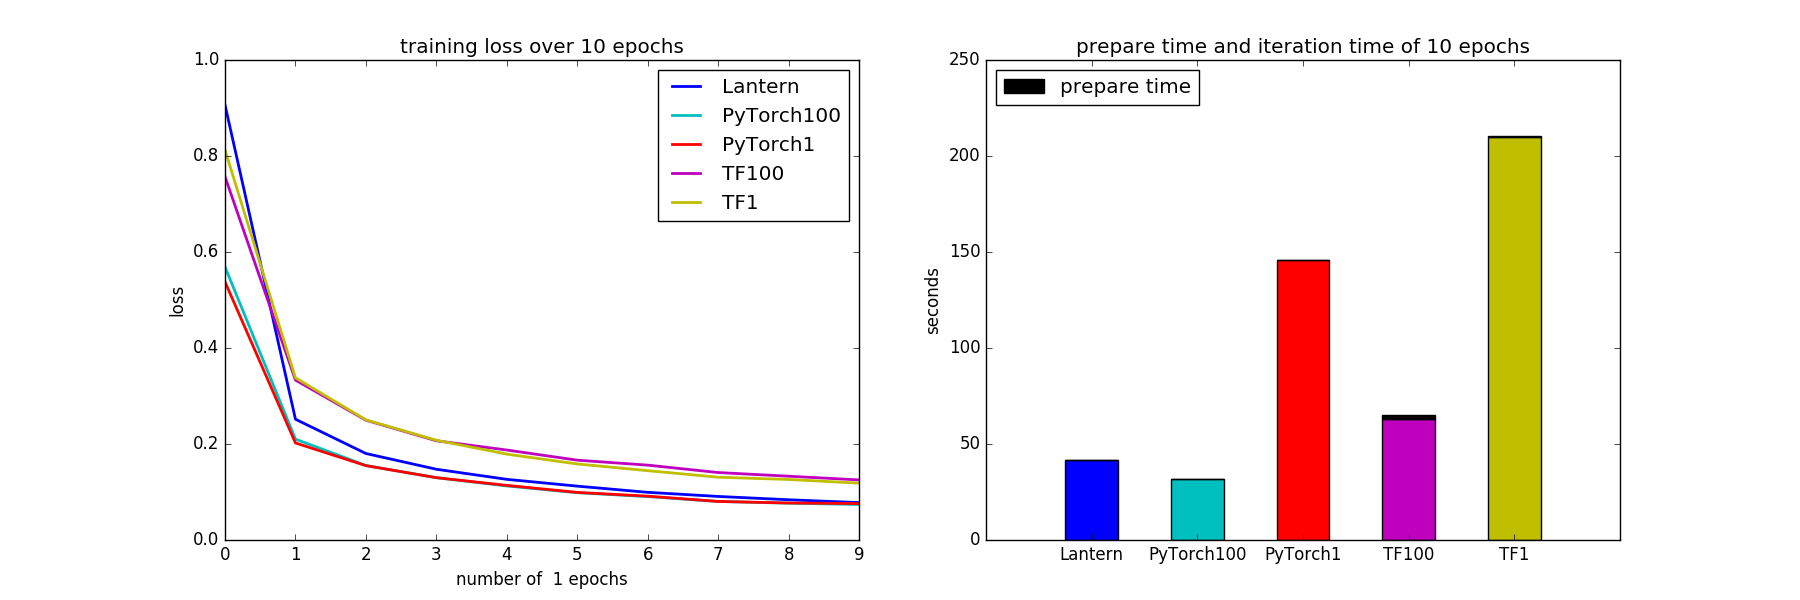 training loss over 10 epochs
1.0
0.8
0.6
0.4
0.2
0.0
loss
Lantern
PyTorch100
PyTorch1
TF100
TF1
0 1 2 3 4 5 6 7 8 9
number of  1 epochs
prepare time and iteration time of 10 epochs
250
200
150
100
50
0
seconds
prepare time
Lantern PyTorch100 PyTorch1 TF100 TF1